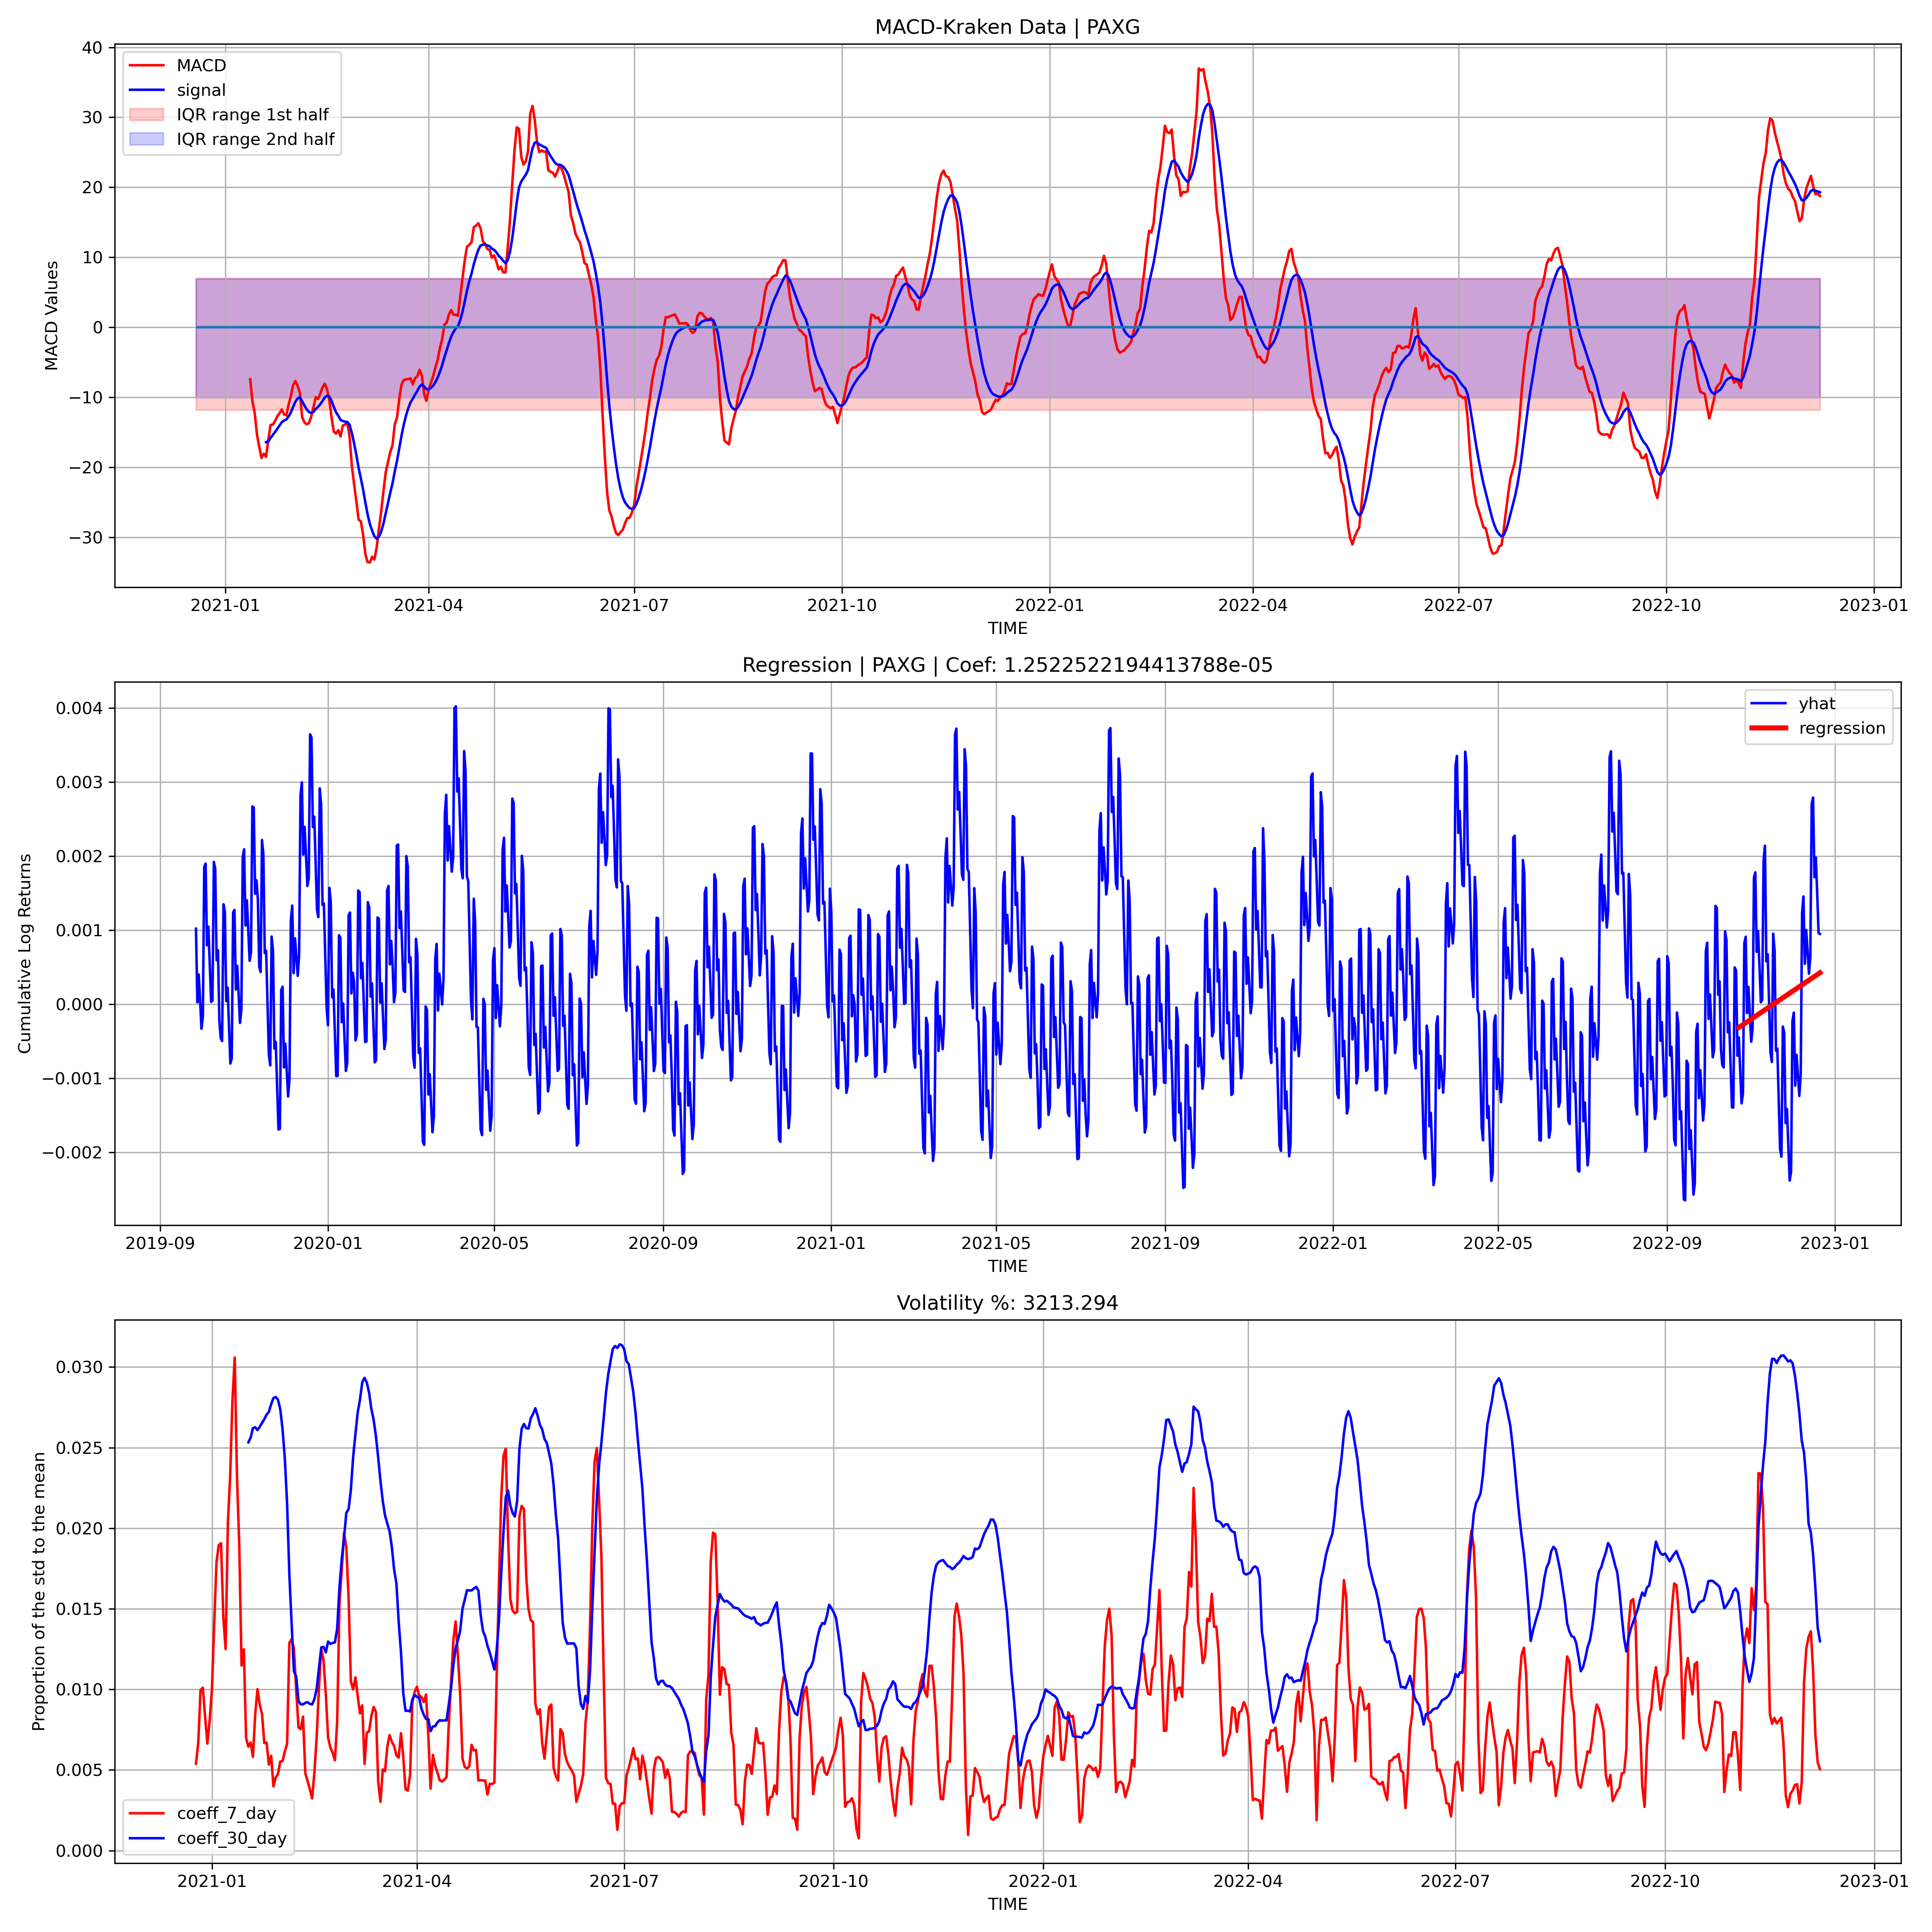 MACD-Kraken Data | PAXG
MACD Values
40
30
20
10
0
−10
−20
−30
MACD
signal
IQR range 1st half
IQR range 2nd half
2021-01 2021-04 2021-07 2021-10 2022-01 2022-04 2022-07 2022-10 2023-01
TIME
Regression | PAXG | Coef: 1.2522522194413788e-05
Cumulative Log Returns
0.004
0.003
0.002
0.001
0.000
−0.001
−0.002
yhat
regression
2019-09 2020-01 2020-05 2020-09 2021-01 2021-05 2021-09 2022-01 2022-05 2022-09 2023-01
TIME
Volatility %: 3213.294
Proportion of the std to the mean
0.030
0.025
0.020
0.015
0.010
0.005
0.000
coeff_7_day
coeff_30_day
2021-01 2021-04 2021-07 2021-10 2022-01 2022-04 2022-07 2022-10 2023-01
TIME